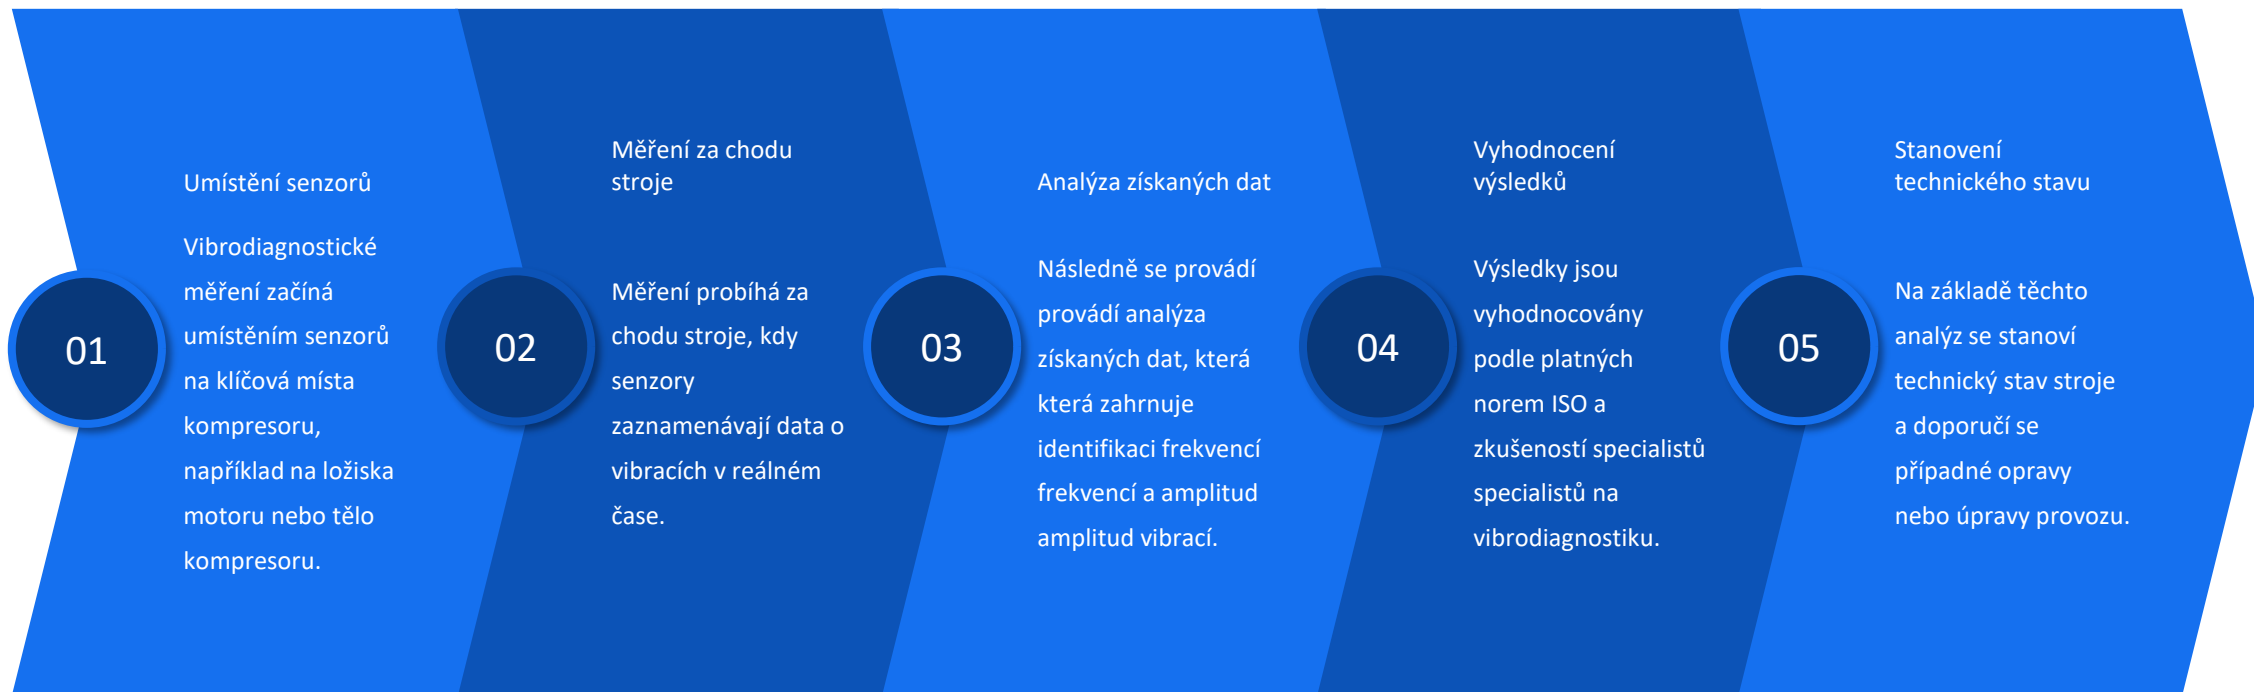 01
Umístění senzorů
Vibrodiagnostické
měření začíná
umístěním senzorů
na klíčová místa
kompresoru,
například na ložiska
motoru nebo tělo
kompresoru.
02
Měření za chodu
stroje
Měření probíhá za
chodu stroje, kdy
senzory
zaznamenávají data o
vibracích v reálném
čase.
03
Analýza získaných dat
Následně se provádí
provádí analýza
získaných dat, která
která zahrnuje
identifikaci frekvencí
frekvencí a amplitud
amplitud vibrací.
04
Vyhodnocení
výsledků
Výsledky jsou
vyhodnocovány
podle platných
norem ISO a
zkušeností specialistů
specialistů na
vibrodiagnostiku.
05
Stanovení
technického stavu
Na základě těchto
analýz se stanoví
technický stav stroje
a doporučí se
případné opravy
nebo úpravy provozu.